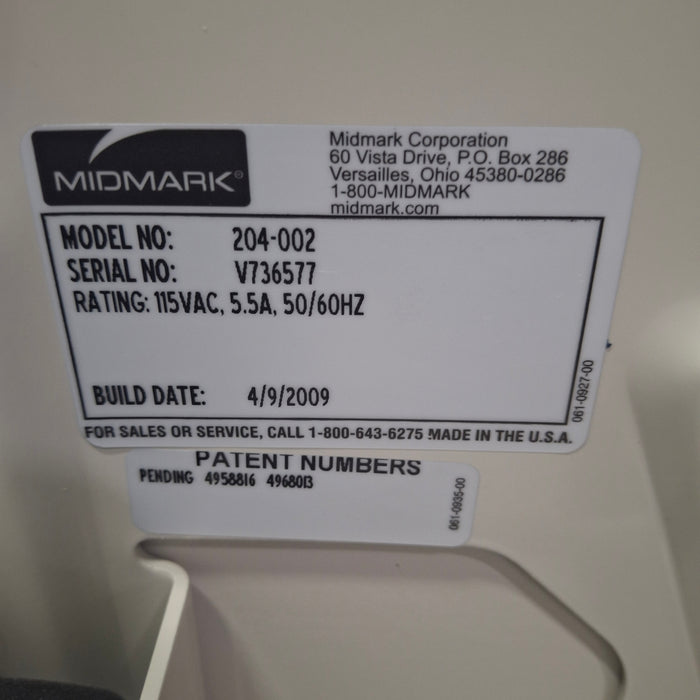 MIDMARK®
Midmark Corporation
60 Vista Drive, P.O. Box 286
Versailles, Ohio 45380-0286
1-800-MIDMARK
midmark.com
MODEL NO: 204-002
SERIAL NO: V736577
RATING: 115VAC, 5.5A, 50/60HZ
BUILD DATE: 4/9/2009
061-0927-00
FOR SALES OR SERVICE, CALL 1-800-643-6275 MADE IN THE U.S.A.
PATENT NUMBERS
PENDING 4958816 4968013
061-0935-00